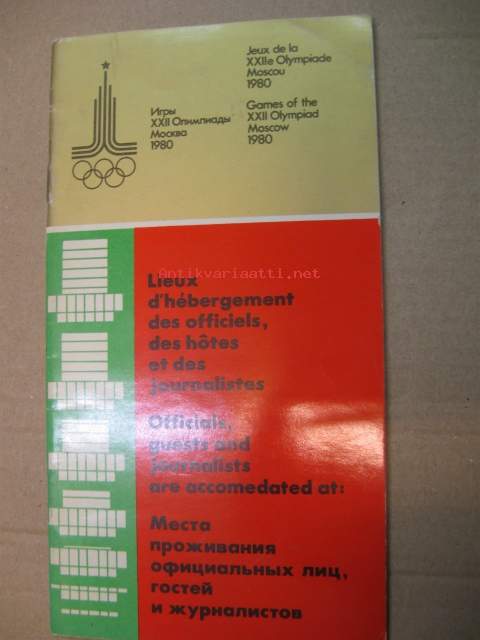 Jeux de la
XXIIe Olympiade
Moscou
1980
Игры
XXII Олимпиады
Москва
1980
Games of the
XXII Olympiad
Moscow
1980
Antikvariaatti.net
Lieux
d'hébergement
des officiels,
des hôtes
et des
journalistes
Officials,
guests and
journalists
are accomedated at:
Места
проживания
официальных лиц,
гостей
и журналистов